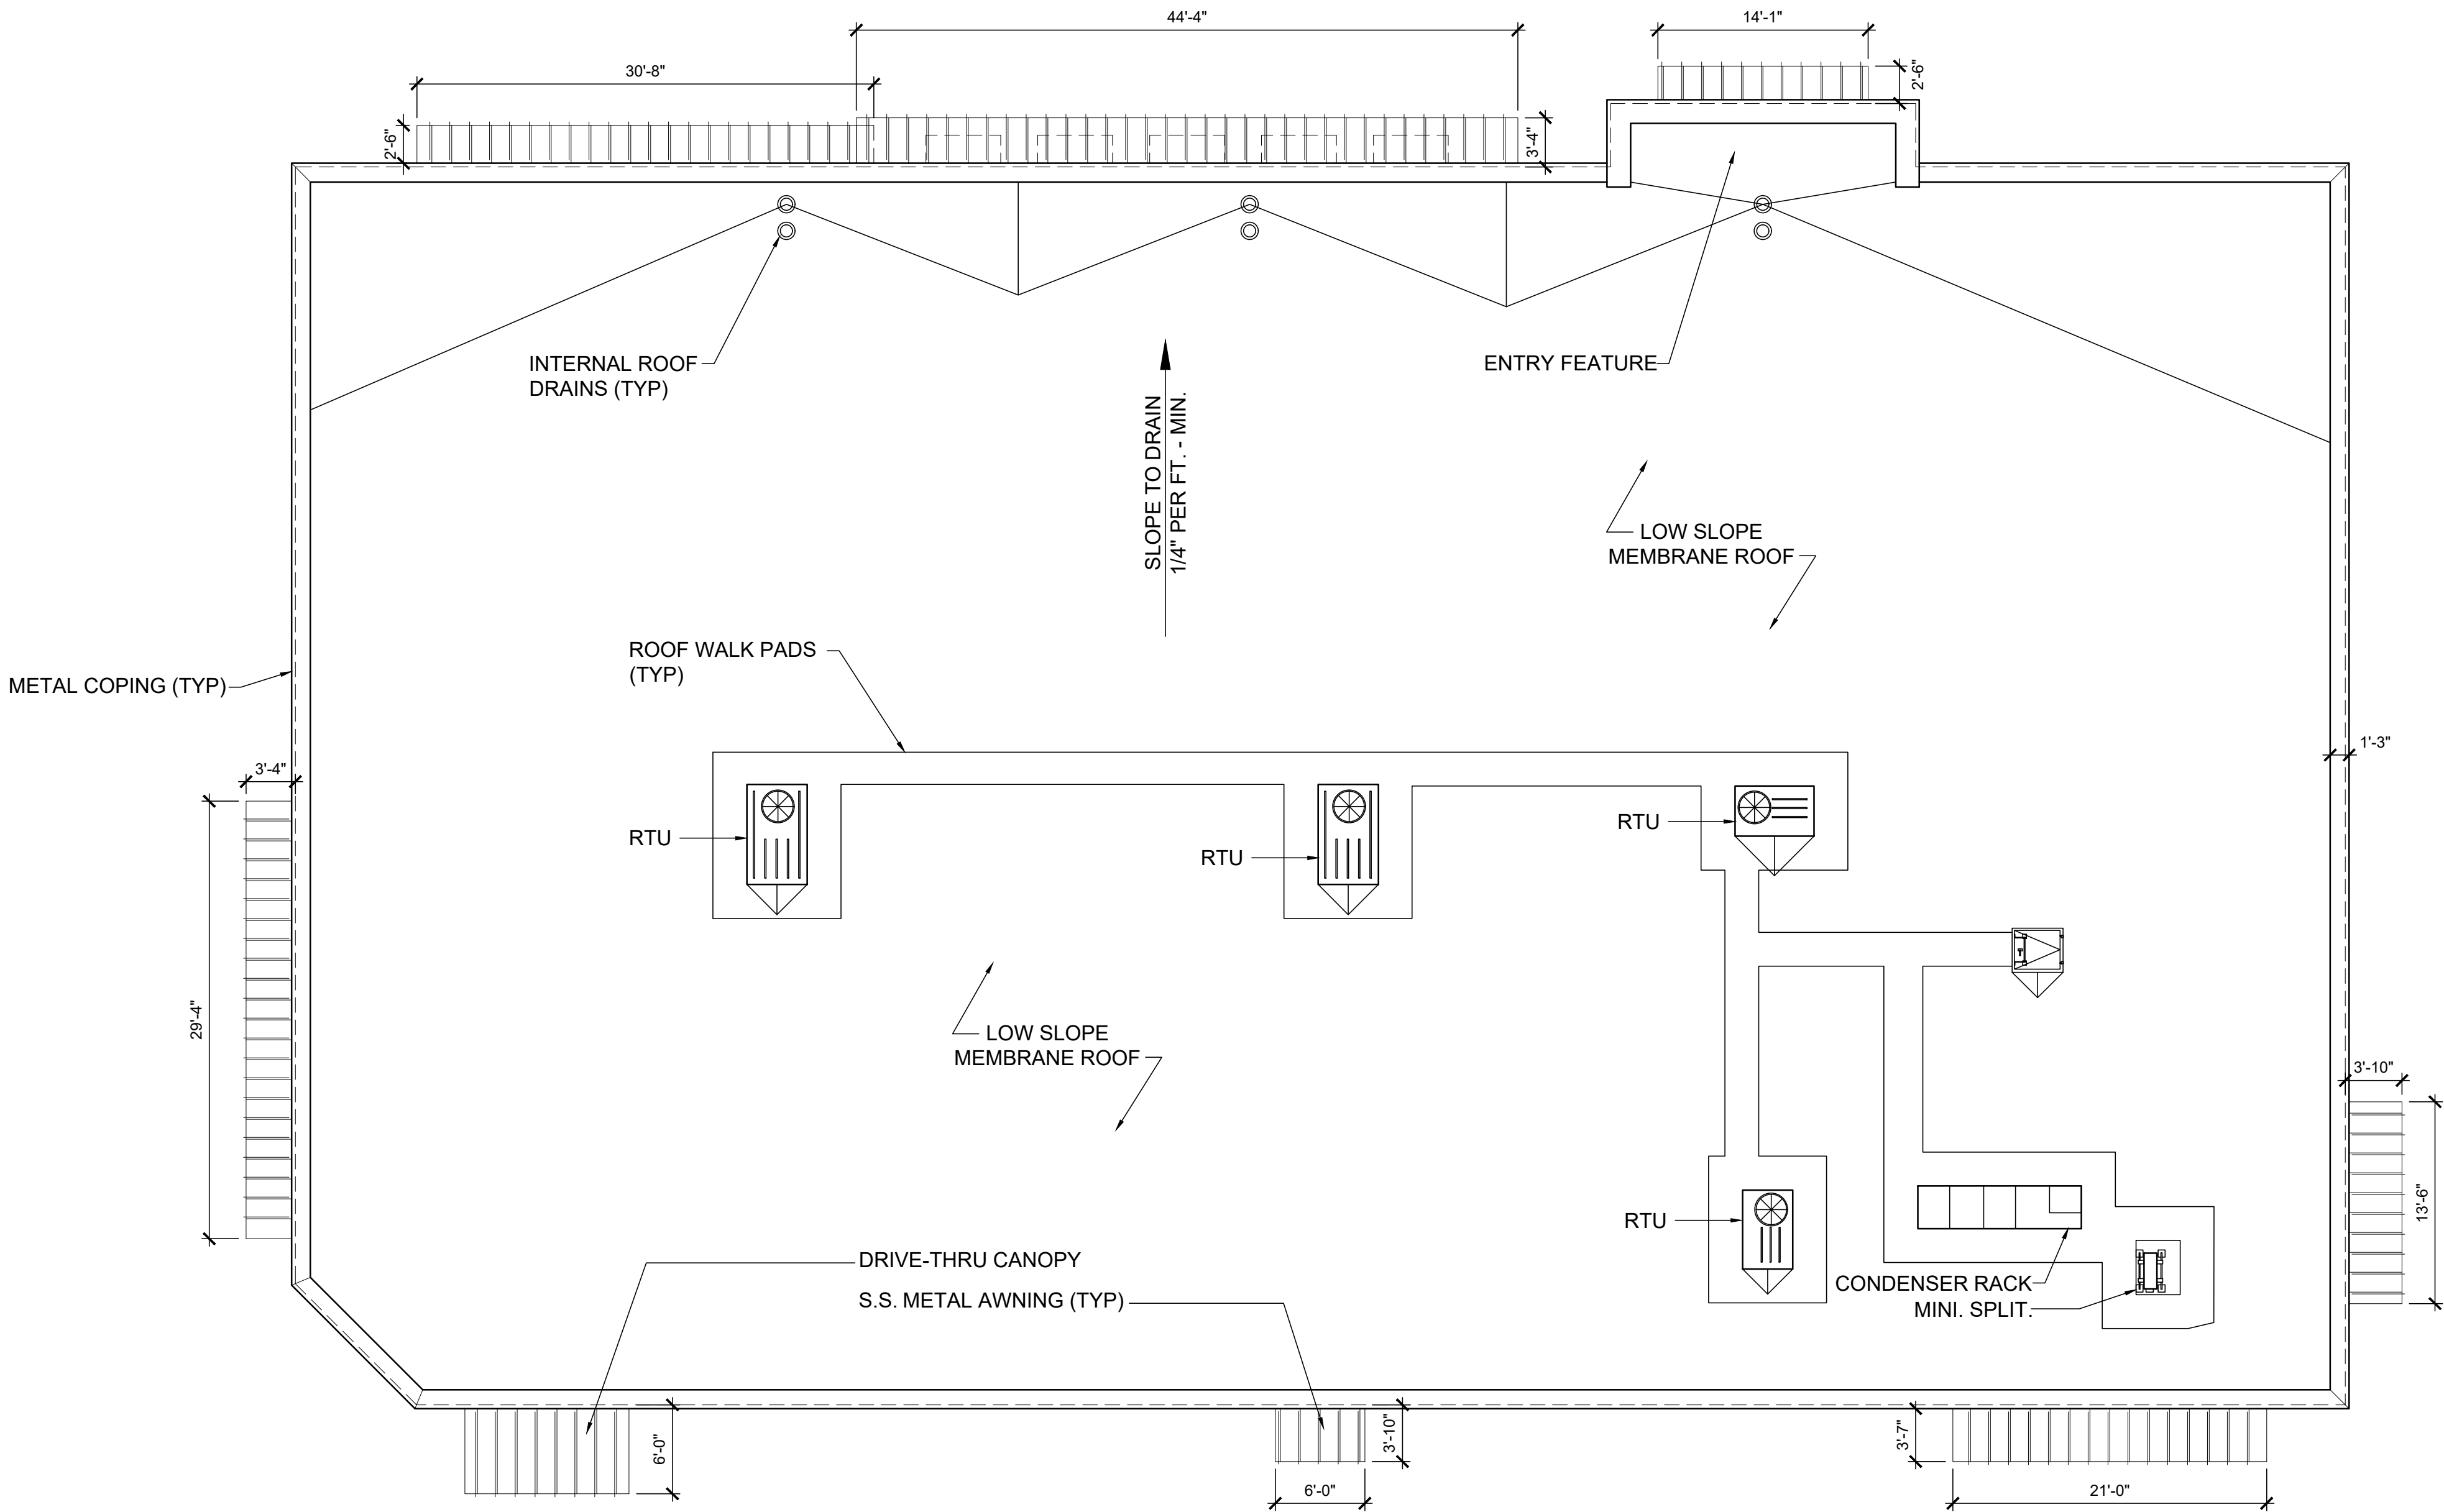 44'-4"
14'-1"
30'-8"
2'-6"
2'-6"
3'-4"
INTERNAL ROOF
DRAINS (TYP)
ENTRY FEATURE
SLOPE TO DRAIN
1/4" PER FT. - MIN.
LOW SLOPE
MEMBRANE ROOF
ROOF WALK PADS
(TYP)
METAL COPING (TYP)
1'-3"
3'-4"
RTU
RTU
RTU
29'-4"
LOW SLOPE
MEMBRANE ROOF
3'-10"
13'-6"
RTU
DRIVE-THRU CANOPY
S.S. METAL AWNING (TYP)
CONDENSER RACK
MINI. SPLIT.
6'-0"
3'-10"
3'-7"
6'-0"
21'-0"